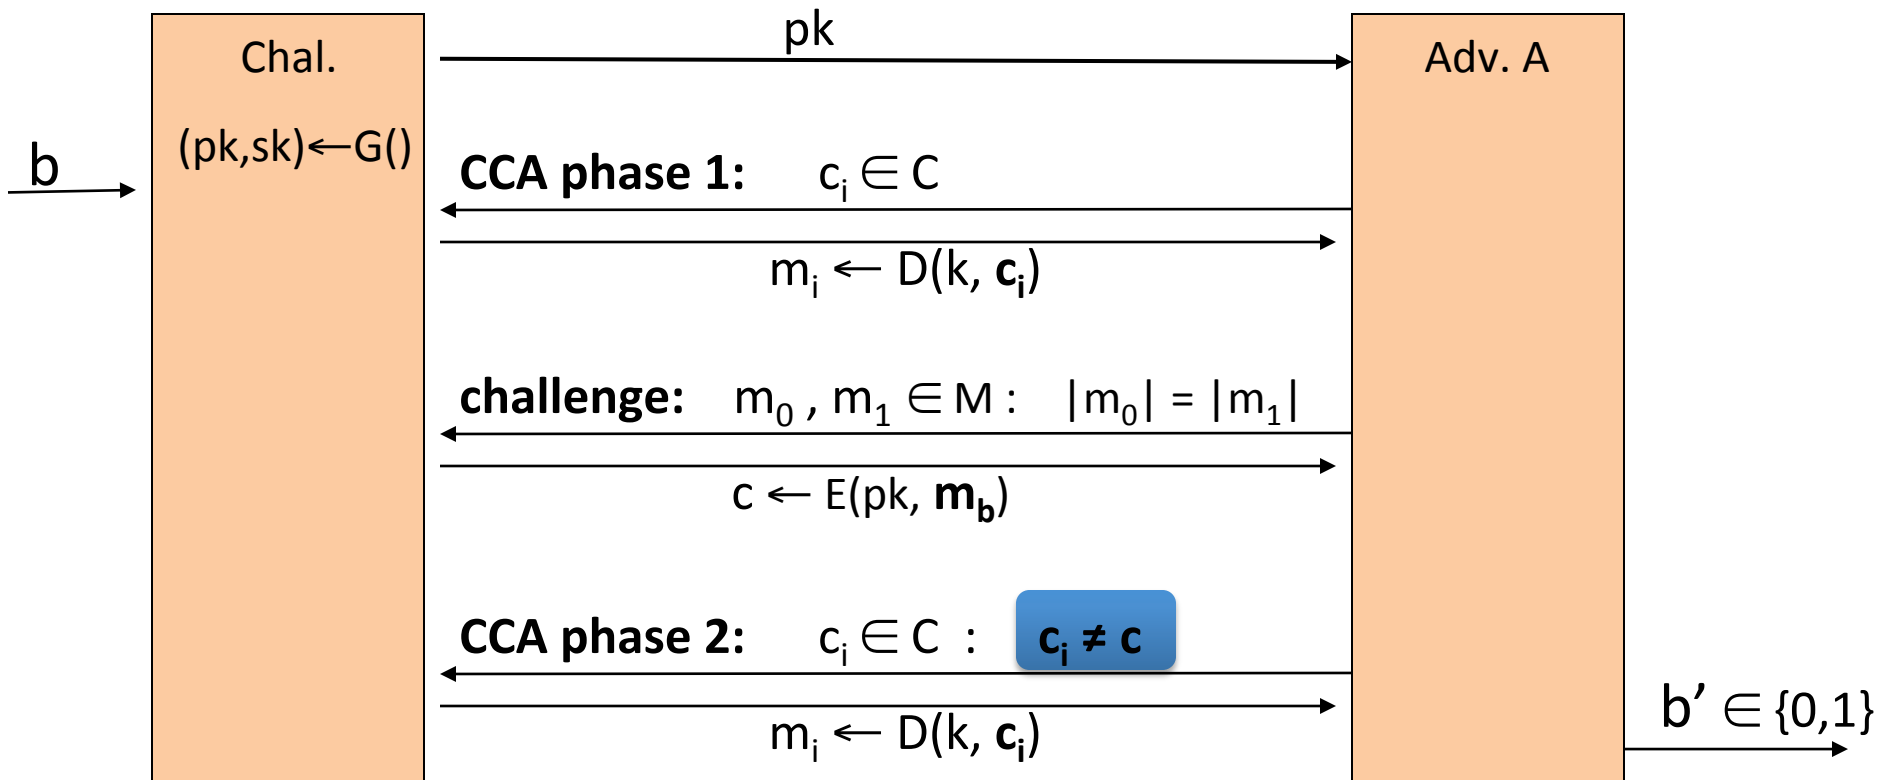 pk
Chal.
Adv. A
(pk,sk)←G()
b
CCA phase 1: cᵢ ∈ C
mᵢ ← D(k, cᵢ)
challenge: m₀ , m₁ ∈ M : |m₀| = |m₁|
c ← E(pk, m_b)
CCA phase 2: cᵢ ∈ C : cᵢ ≠ c
mᵢ ← D(k, cᵢ)
b’ ∈ {0,1}